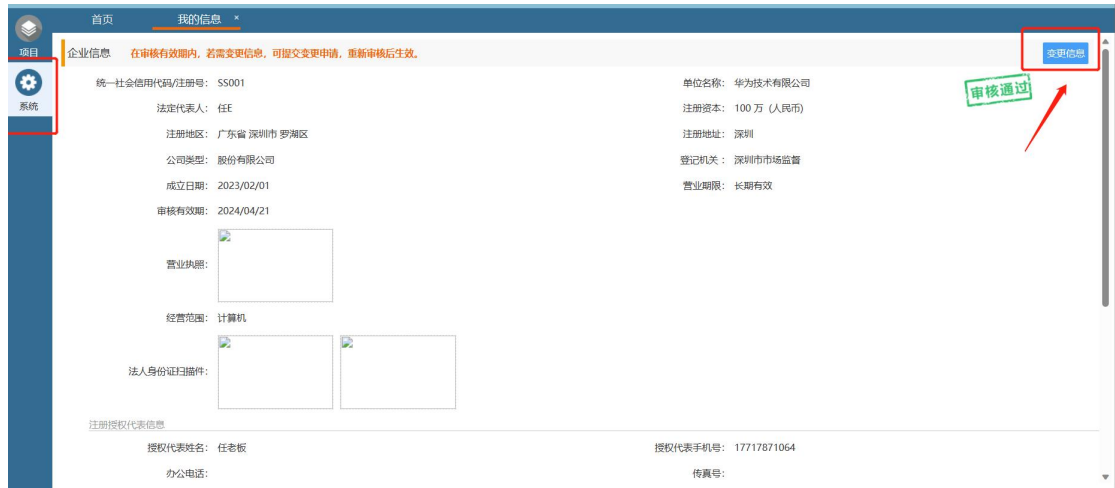 首页 我的信息 ×
项目
系统
企业信息 在审核有效期内，若需变更信息，可提交变更申请，重新审核后生效。 变更信息
统一社会信用代码/注册号： SS001 单位名称： 华为技术有限公司
审核通过
法定代表人： 任E 注册资本： 100 万 (人民币)
注册地区： 广东省 深圳市 罗湖区 注册地址： 深圳
公司类型： 股份有限公司 登记机关 ： 深圳市市场监督
成立日期： 2023/02/01 营业期限： 长期有效
审核有效期： 2024/04/21
营业执照：
经营范围： 计算机
法人身份证扫描件：
注册授权代表信息
授权代表姓名： 任老板 授权代表手机号： 17717871064
办公电话： 传真号：